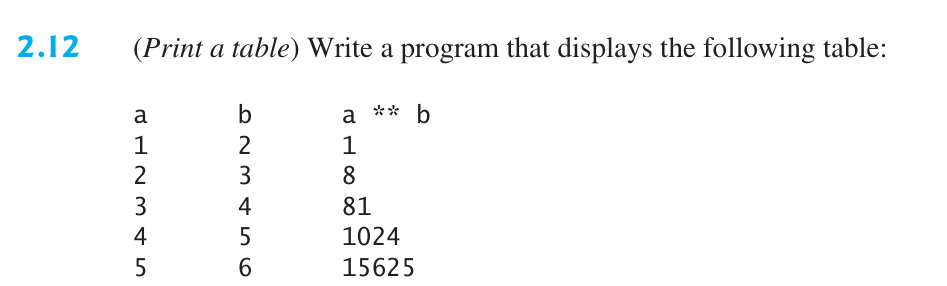 2.12 (Print a table) Write a program that displays the following table:
a b a ** b
1 2 1
2 3 8
3 4 81
4 5 1024
5 6 15625